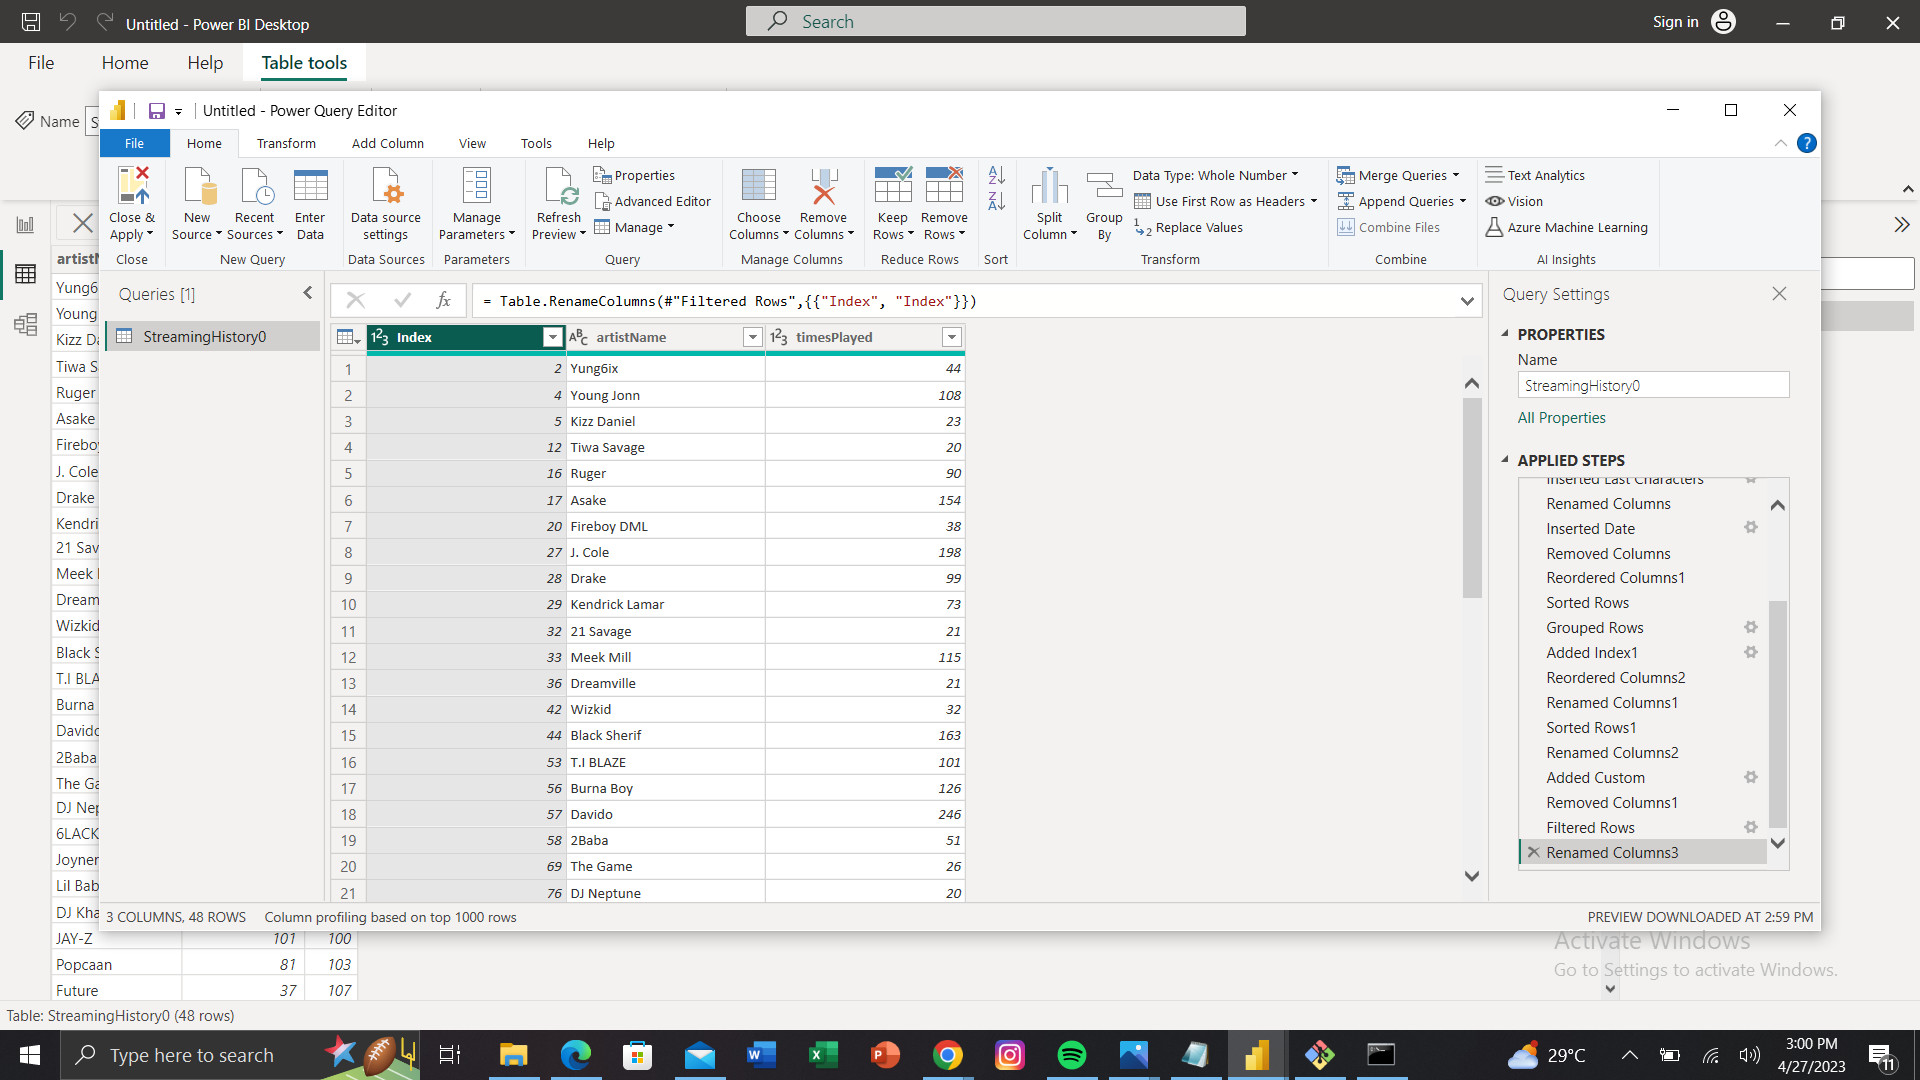 Untitled - Power BI Desktop
Search
Sign in
File Home Help Table tools
Name S
Untitled - Power Query Editor
File Home Transform Add Column View Tools Help
Close & Apply
New Source
Recent Sources
Enter Data
Data source settings
Manage Parameters
Refresh Preview
Properties
Advanced Editor
Manage
Choose Columns
Remove Columns
Keep Rows
Remove Rows
Split Column
Group By
Data Type: Whole Number
Use First Row as Headers
Replace Values
Merge Queries
Append Queries
Combine Files
Text Analytics
Vision
Azure Machine Learning
Close New Query Data Sources Parameters Query Manage Columns Reduce Rows Sort Transform Combine AI Insights
Queries [1]
StreamingHistory0
= Table.RenameColumns(#"Filtered Rows",{{"Index", "Index"}})
Index artistName timesPlayed
1 2 Yung6ix 44
2 4 Young Jonn 108
3 5 Kizz Daniel 23
4 12 Tiwa Savage 20
5 16 Ruger 90
6 17 Asake 154
7 20 Fireboy DML 38
8 27 J. Cole 198
9 28 Drake 99
10 29 Kendrick Lamar 73
11 32 21 Savage 21
12 33 Meek Mill 115
13 36 Dreamville 21
14 42 Wizkid 32
15 44 Black Sherif 163
16 53 T.I BLAZE 101
17 56 Burna Boy 126
18 57 Davido 246
19 58 2Baba 51
20 69 The Game 26
21 76 DJ Neptune 20
Query Settings
PROPERTIES
Name
StreamingHistory0
All Properties
APPLIED STEPS
Inserted Last Characters
Renamed Columns
Inserted Date
Removed Columns
Reordered Columns1
Sorted Rows
Grouped Rows
Added Index1
Reordered Columns2
Renamed Columns1
Sorted Rows1
Renamed Columns2
Added Custom
Removed Columns1
Filtered Rows
Renamed Columns3
3 COLUMNS, 48 ROWS Column profiling based on top 1000 rows
PREVIEW DOWNLOADED AT 2:59 PM
artistN
Yung6
Young
Kizz Da
Tiwa S
Ruger
Asake
Fireboy
J. Cole
Drake
Kendri
21 Sav
Meek
Dream
Wizkid
Black S
T.I BLA
Burna
Davido
2Baba
The Ga
DJ Nep
6LACK
Joyner
Lil Bab
DJ Kha
JAY-Z 101 100
Popcaan 81 103
Future 37 107
Activate Windows
Go to Settings to activate Windows.
Table: StreamingHistory0 (48 rows)
Type here to search
29°C
3:00 PM
4/27/2023
11